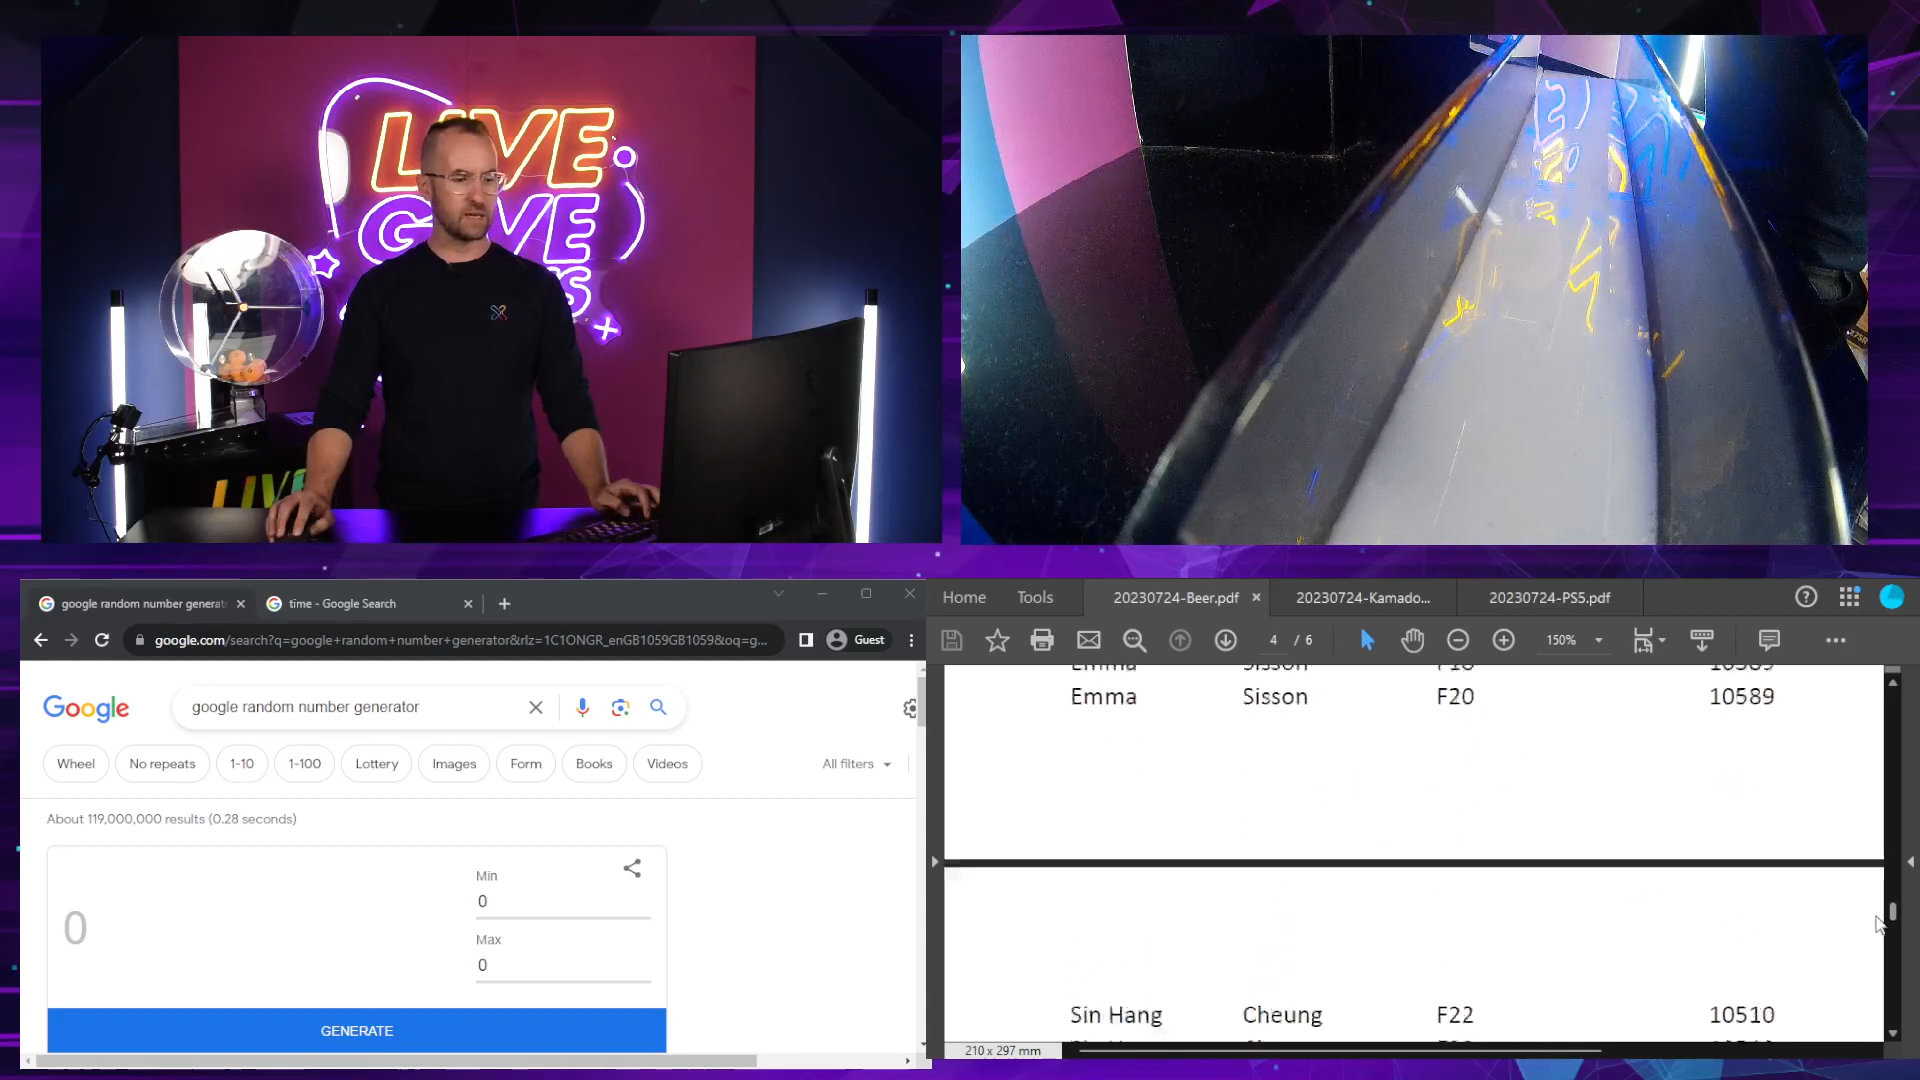 LIVE
GIVE
LIVE
google random number generat
time - Google Search
google.com/search?q=google+random+number+generator&rlz=1C1ONGR_enGB1059GB1059&oq=g...
Guest
Google
google random number generator
Wheel
No repeats
1-10
1-100
Lottery
Images
Form
Books
Videos
All filters
About 119,000,000 results (0.28 seconds)
0
Min
0
Max
0
GENERATE
Home
Tools
20230724-Beer.pdf
20230724-Kamado...
20230724-PS5.pdf
4 / 6
150%
Emma Sisson F20 10589
Sin Hang Cheung F22 10510
210 x 297 mm